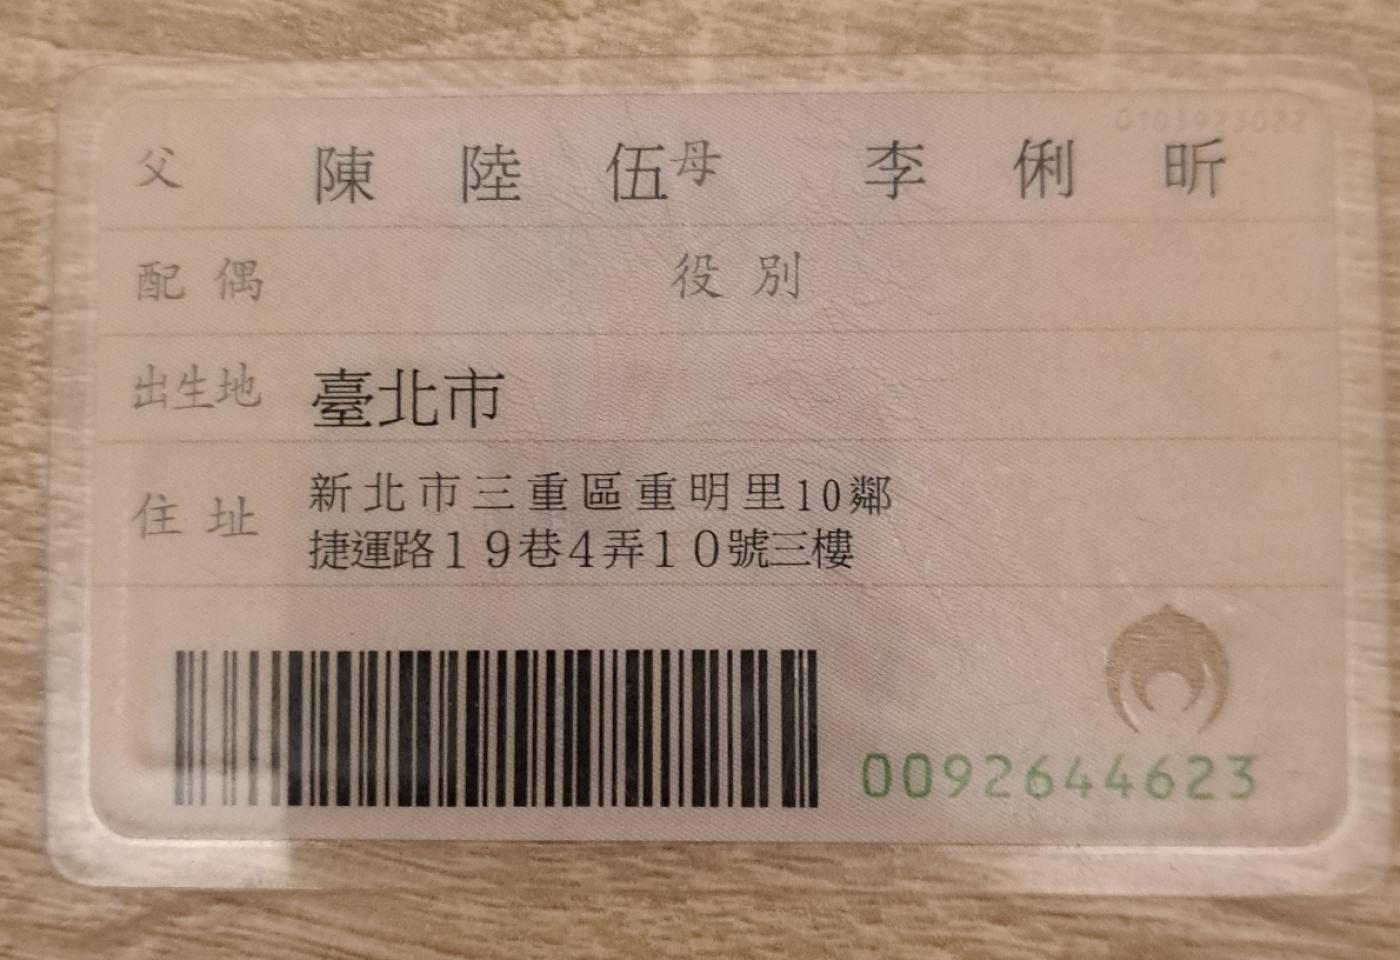 0103923022
父 陳陸伍 母 李俐昕
配偶 役別
出生地 臺北市
住址 新北市三重區重明里10鄰
捷運路19巷4弄10號三樓
0092644623